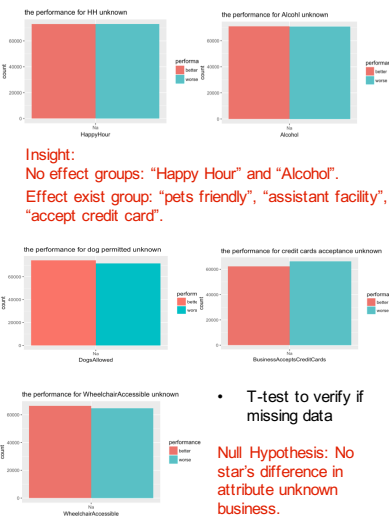 the performance for HH unknown
60000
40000
20000
0
count
Na
HappyHour
performa
better
worse
the performance for Alcohl unknown
60000
40000
20000
0
count
Na
Alcohol
performan
better
worse
Insight:
No effect groups: “Happy Hour” and “Alcohol”.
Effect exist group: “pets friendly”, “assistant facility”,
“accept credit card”.
the performance for dog permitted unknown
60000
40000
20000
0
count
Na
DogsAllowed
perform
bette
wors
the performance for credit cards acceptance unknown
60000
40000
20000
0
count
Na
BusinessAcceptsCreditCards
performa
better
worse
the performance for WheelchairAccessible unknown
60000
40000
20000
0
count
Na
WheelchairAccessible
performance
better
worse
• T-test to verify if
missing data
Null Hypothesis: No
star’s difference in
attribute unknown
business.